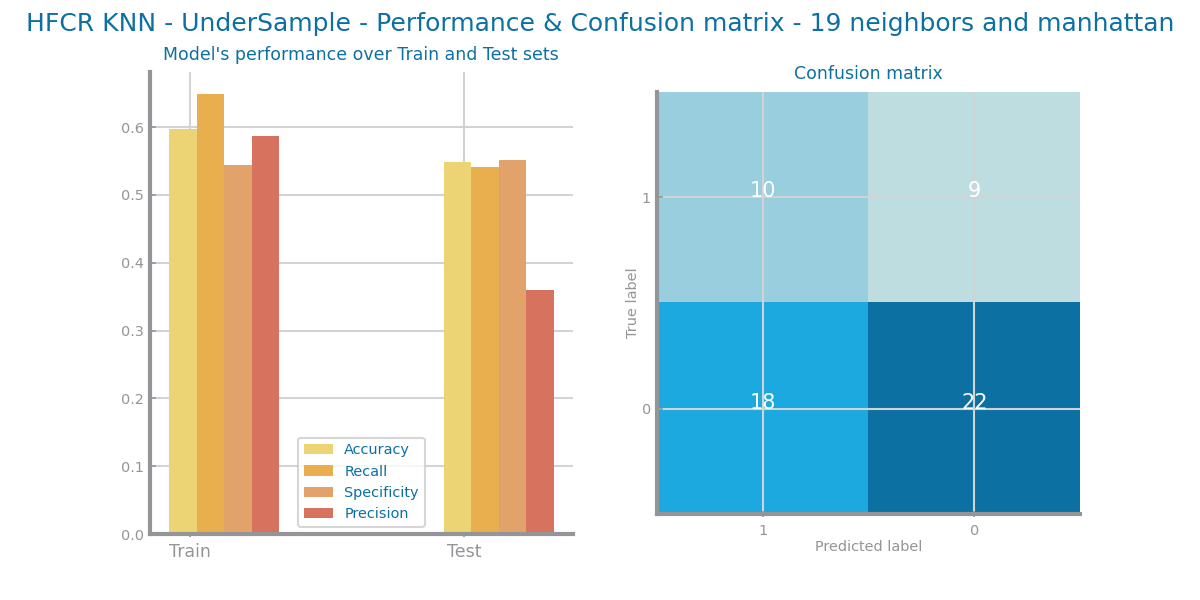 HFCR KNN - UnderSample - Performance & Confusion matrix - 19 neighbors and manhattan
Model's performance over Train and Test sets
0.6
0.5
0.4
0.3
0.2
0.1
0.0
Train
Test
Accuracy
Recall
Specificity
Precision
Confusion matrix
True label
1
0
10
9
18
22
1
0
Predicted label